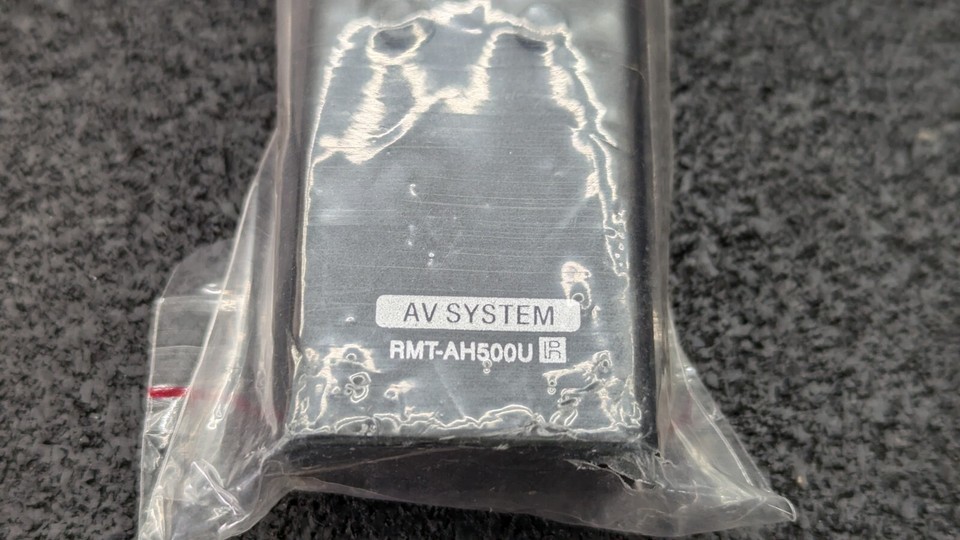 AV SYSTEM
RMT-AH500U